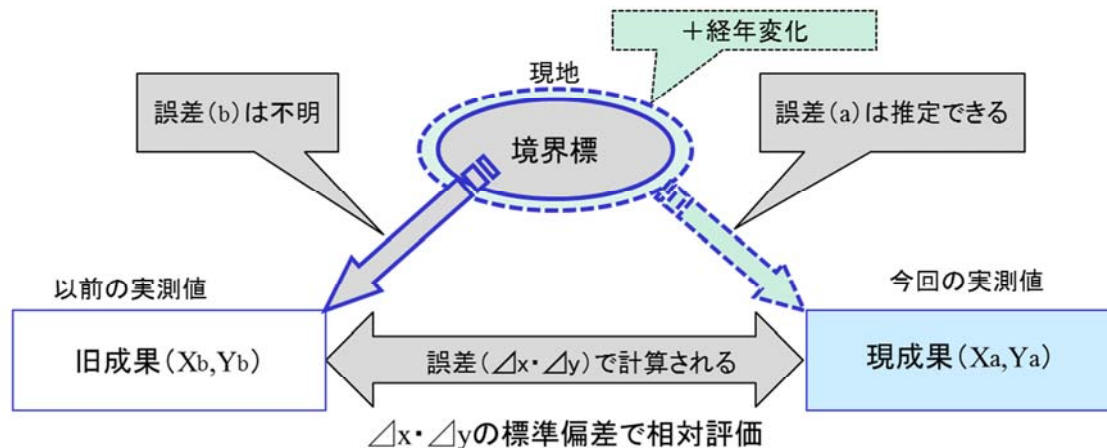 ＋経年変化
現地
誤差(b)は不明
境界標
誤差(a)は推定できる
以前の実測値
今回の実測値
旧成果(Xb,Yb)
誤差(⊿x・⊿y)で計算される
現成果(Xa,Ya)
⊿x・⊿yの標準偏差で相対評価